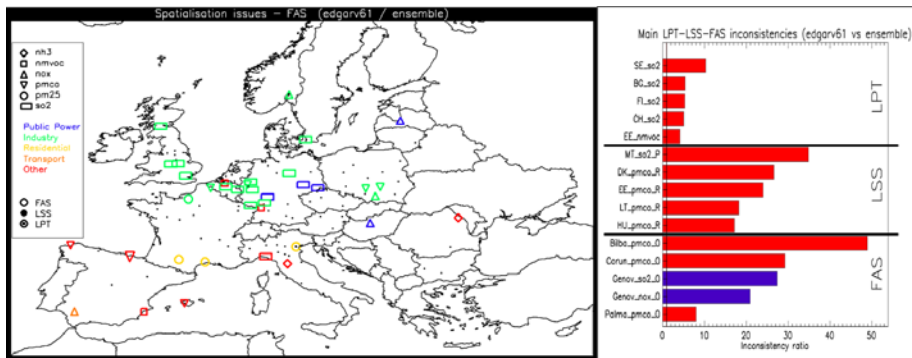 Spatialisation issues - FAS (edgarv61 / ensemble)
nh3
nmvoc
nox
pmco
pm25
so2
Public Power
Industry
Residential
Transport
Other
FAS
LSS
LPT
Main LPT-LSS-FAS inconsistencies (edgarv61 vs ensemble)
SE_so2
BG_so2
FI_so2
CH_so2
EE_nmvoc
LPT
MT_so2_P
DK_pmco_R
EE_pmco_R
LT_pmco_R
HU_pmco_R
LSS
Bilba_pmco_O
Corun_pmco_O
Genov_so2_O
Genov_nox_O
Palma_pmco_O
FAS
0 10 20 30 40 50
Inconsistency ratio